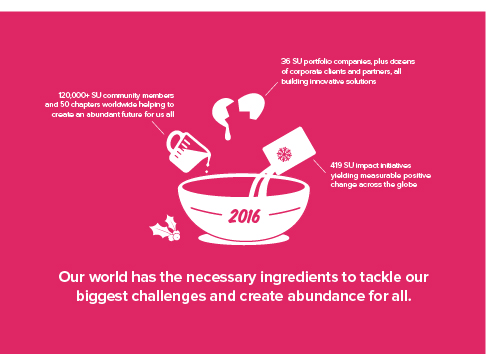 36 SU portfolio companies, plus dozens
of corporate clients and partners, all
building innovative solutions
120,000+ SU community members
and 50 chapters worldwide helping to
create an abundant future for us all
419 SU impact initiatives
yielding measurable positive
change across the globe
2016
Our world has the necessary ingredients to tackle our
biggest challenges and create abundance for all.